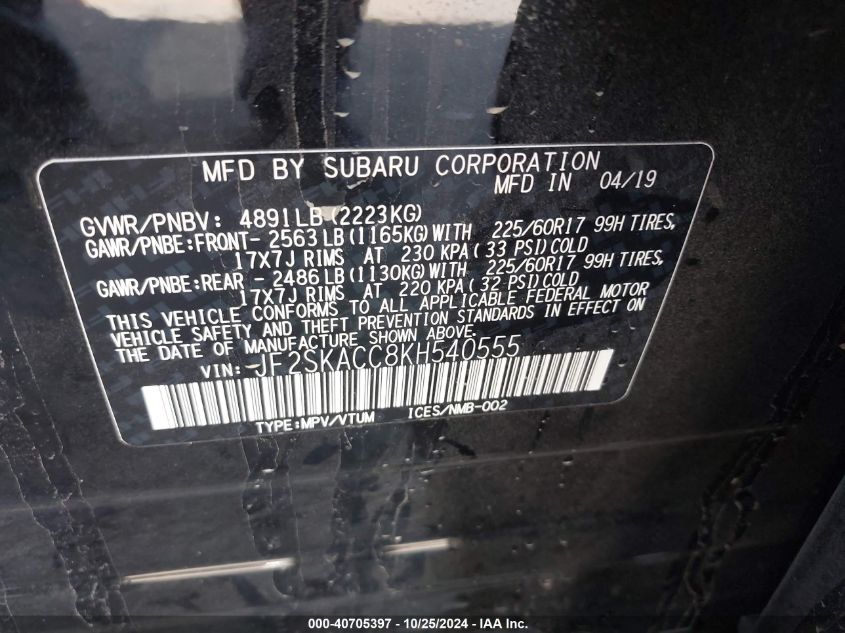 MFD BY SUBARU CORPORATION
MFD IN 04/19
GVWR/PNBV: 4891LB (2223KG)
GAWR/PNBE:FRONT- 2563 LB (1165KG) WITH 225/60R17 99H TIRES,
17X7J RIMS AT 230 KPA ( 33 PSI) COLD
GAWR/PNBE:REAR - 2486 LB (1130KG) WITH 225/60R17 99H TIRES,
17X7J RIMS AT 220 KPA ( 32 PSI) COLD
THIS VEHICLE CONFORMS TO ALL APPLICABLE FEDERAL MOTOR
VEHICLE SAFETY AND THEFT PREVENTION STANDARDS IN EFFECT ON
THE DATE OF MANUFACTURE SHOWN ABOVE.
VIN: JF2SKACC8KH540555
TYPE:MPV/VTUM ICES/NMB-002
000-40705397 - 10/25/2024 - IAA Inc.